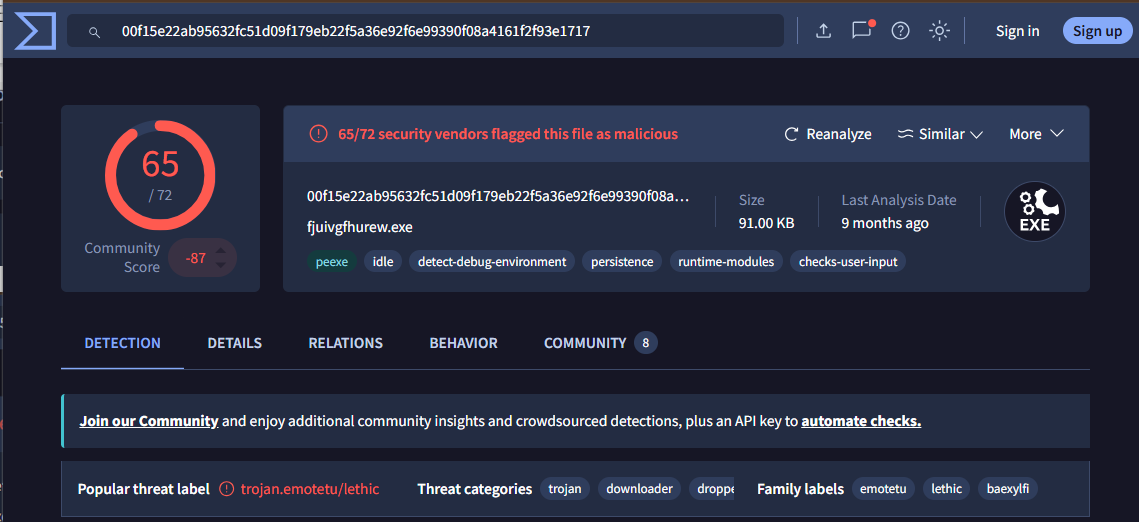 00f15e22ab95632fc51d09f179eb22f5a36e92f6e99390f08a4161f2f93e1717
Sign in
Sign up
65
/ 72
Community
Score
-87
65/72 security vendors flagged this file as malicious
Reanalyze
Similar
More
00f15e22ab95632fc51d09f179eb22f5a36e92f6e99390f08a…
fjuivgfhurew.exe
Size
91.00 KB
Last Analysis Date
9 months ago
EXE
peexe
idle
detect-debug-environment
persistence
runtime-modules
checks-user-input
DETECTION
DETAILS
RELATIONS
BEHAVIOR
COMMUNITY 8
Join our Community and enjoy additional community insights and crowdsourced detections, plus an API key to automate checks.
Popular threat label trojan.emotetu/lethic
Threat categories trojan downloader droppe
Family labels emotetu lethic baexylfi